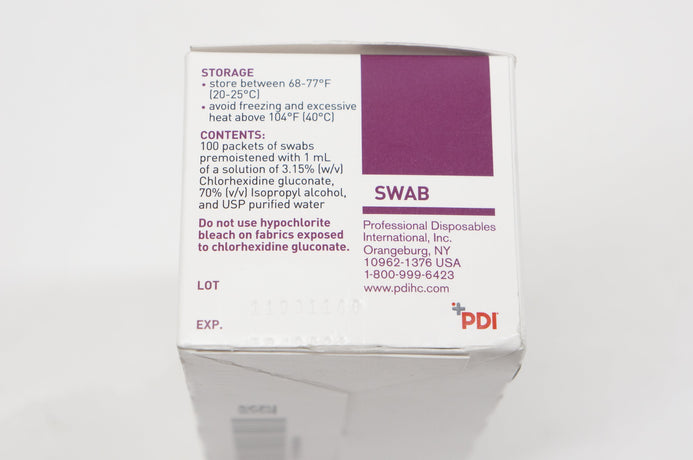 STORAGE
• store between 68-77°F
(20-25°C)
• avoid freezing and excessive
heat above 104°F (40°C)
CONTENTS:
100 packets of swabs
premoistened with 1 mL
of a solution of 3.15% (w/v)
Chlorhexidine gluconate,
70% (v/v) Isopropyl alcohol,
and USP purified water
Do not use hypochlorite
bleach on fabrics exposed
to chlorhexidine gluconate.
LOT
EXP.
SWAB
Professional Disposables
International, Inc.
Orangeburg, NY
10962-1376 USA
1-800-999-6423
www.pdihc.com
PDI